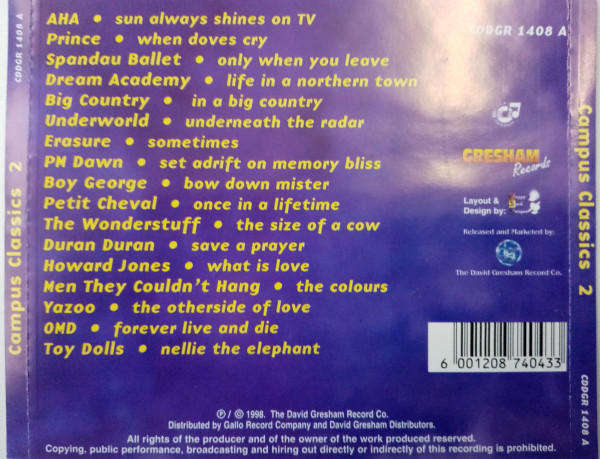 CDDGR 1408 A
Campus Classics 2
AHA • sun always shines on TV
Prince • when doves cry
Spandau Ballet • only when you leave
Dream Academy • life in a northern town
Big Country • in a big country
Underworld • underneath the radar
Erasure • sometimes
PM Dawn • set adrift on memory bliss
Boy George • bow down mister
Petit Cheval • once in a lifetime
The Wonderstuff • the size of a cow
Duran Duran • save a prayer
Howard Jones • what is love
Men They Couldn't Hang • the colours
Yazoo • the otherside of love
OMD • forever live and die
Toy Dolls • nellie the elephant
CDDGR 1408 A
GRESHAM
Records
Layout &
Design by:
Released and Marketed by:
The David Gresham Record Co.
6 001208 740433
℗ / © 1998. The David Gresham Record Co.
Distributed by Gallo Record Company and David Gresham Distributors.
All rights of the producer and of the owner of the work produced reserved.
Copying, public performance, broadcasting and hiring out directly or indirectly of this recording is prohibited.
Campus Classics 2
CDDGR 1408 A